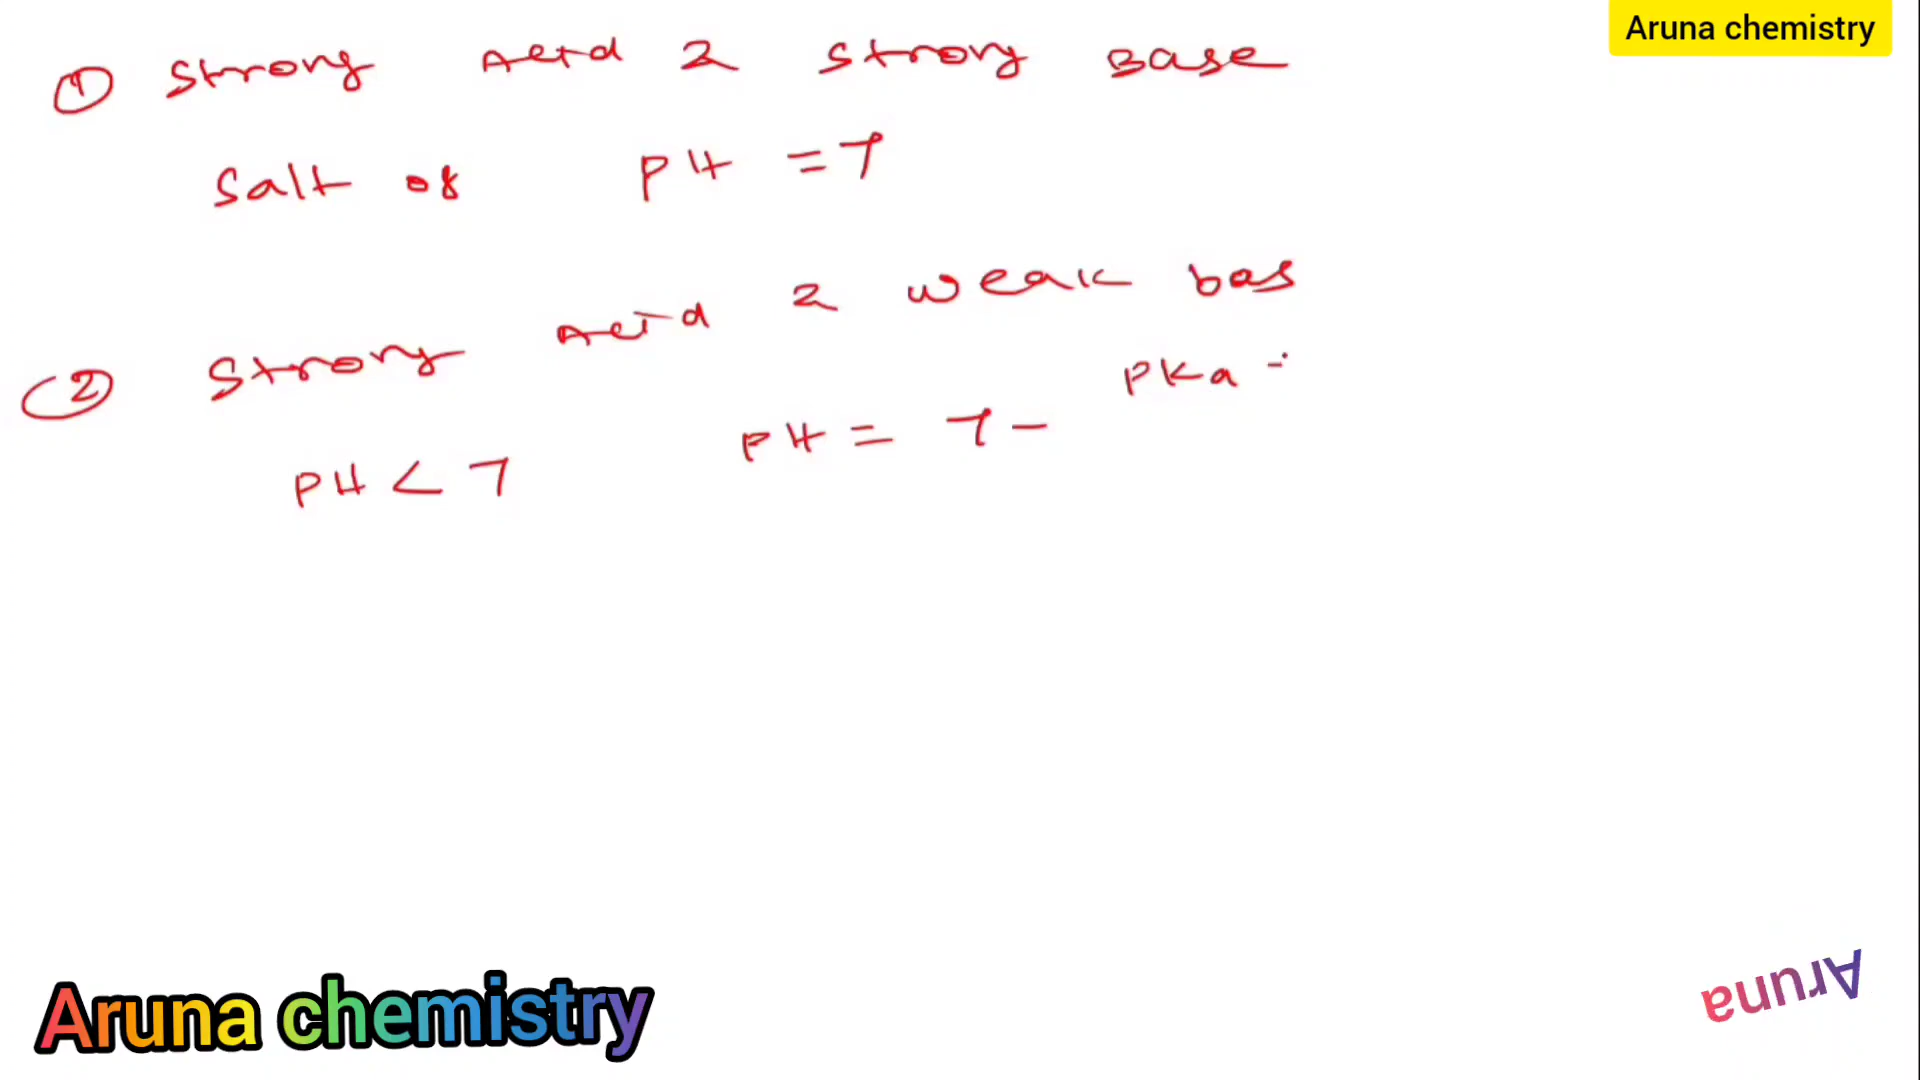 Aruna chemistry
① Strong Acid & strong Base
Salt of PH = 7
② Strong Acid & weak bas
PKa -
PH < 7 PH = 7 -
Aruna chemistry
Aruna